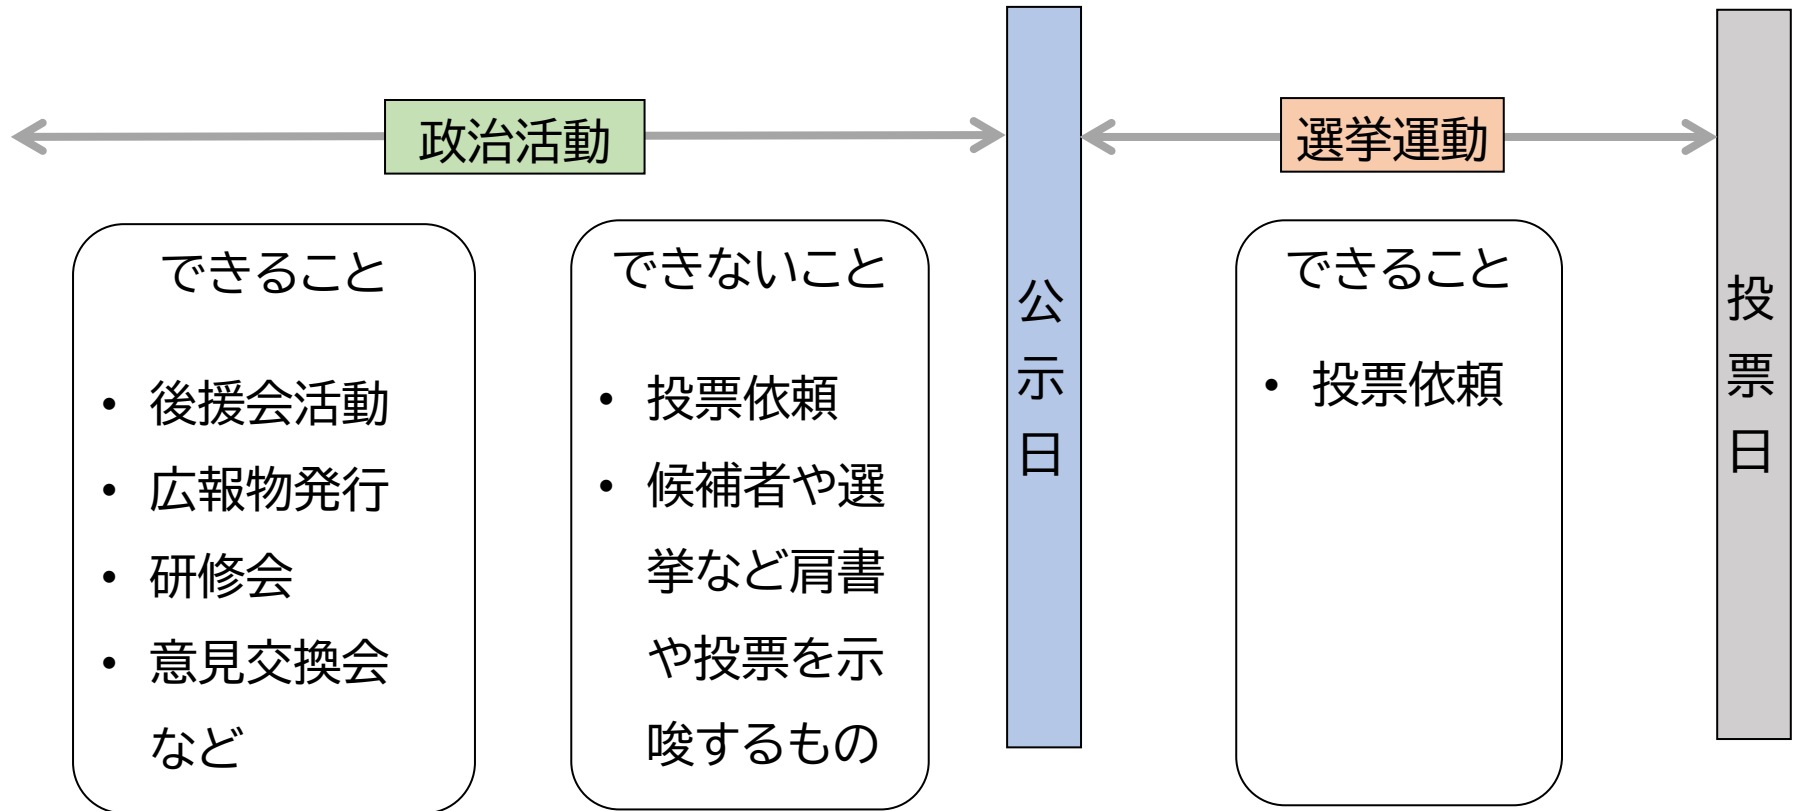 政治活動
選挙運動
できること
• 後援会活動
• 広報物発行
• 研修会
• 意見交換会
など
できないこと
• 投票依頼
• 候補者や選
挙など肩書
や投票を示
唆するもの
公示日
できること
• 投票依頼
投票日